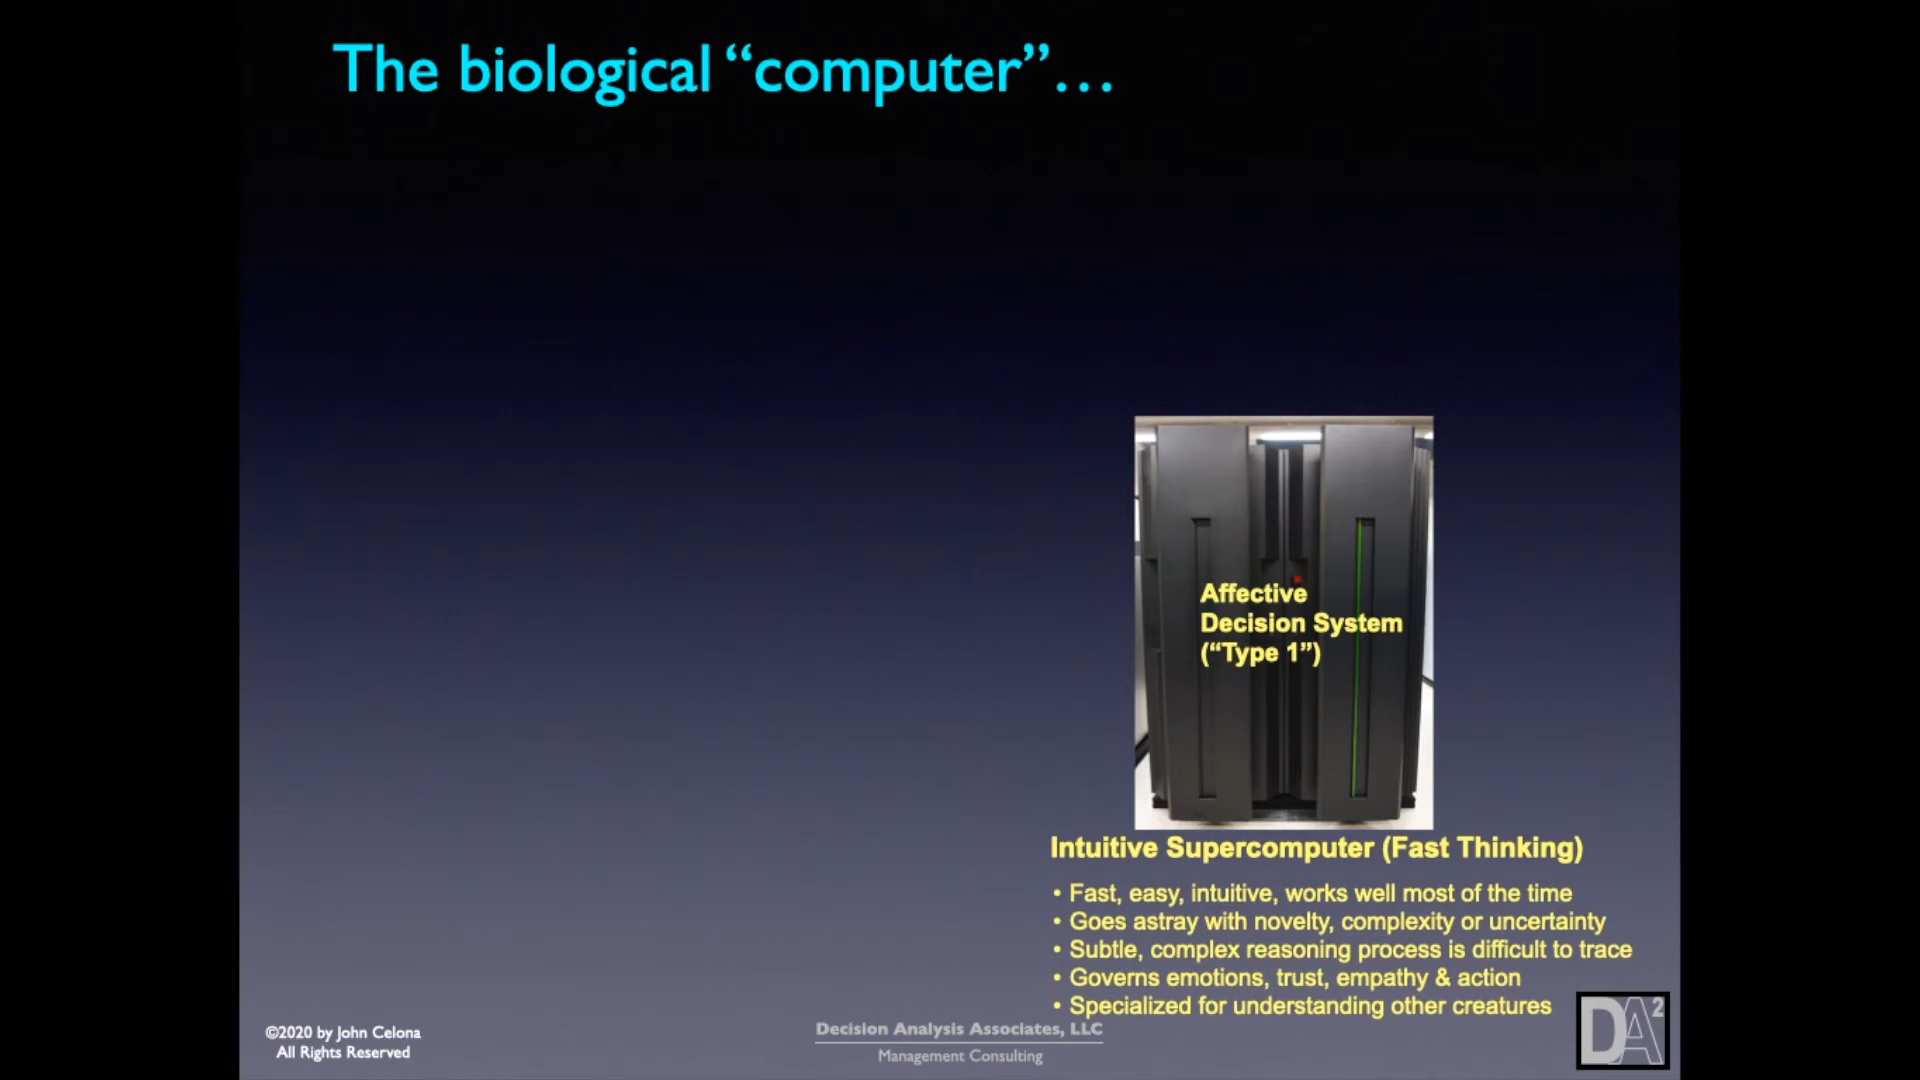 The biological “computer”…
Affective
Decision System
(“Type 1”)
Intuitive Supercomputer (Fast Thinking)
• Fast, easy, intuitive, works well most of the time
• Goes astray with novelty, complexity or uncertainty
• Subtle, complex reasoning process is difficult to trace
• Governs emotions, trust, empathy & action
• Specialized for understanding other creatures
©2020 by John Celona
All Rights Reserved
Decision Analysis Associates, LLC
Management Consulting
DA2